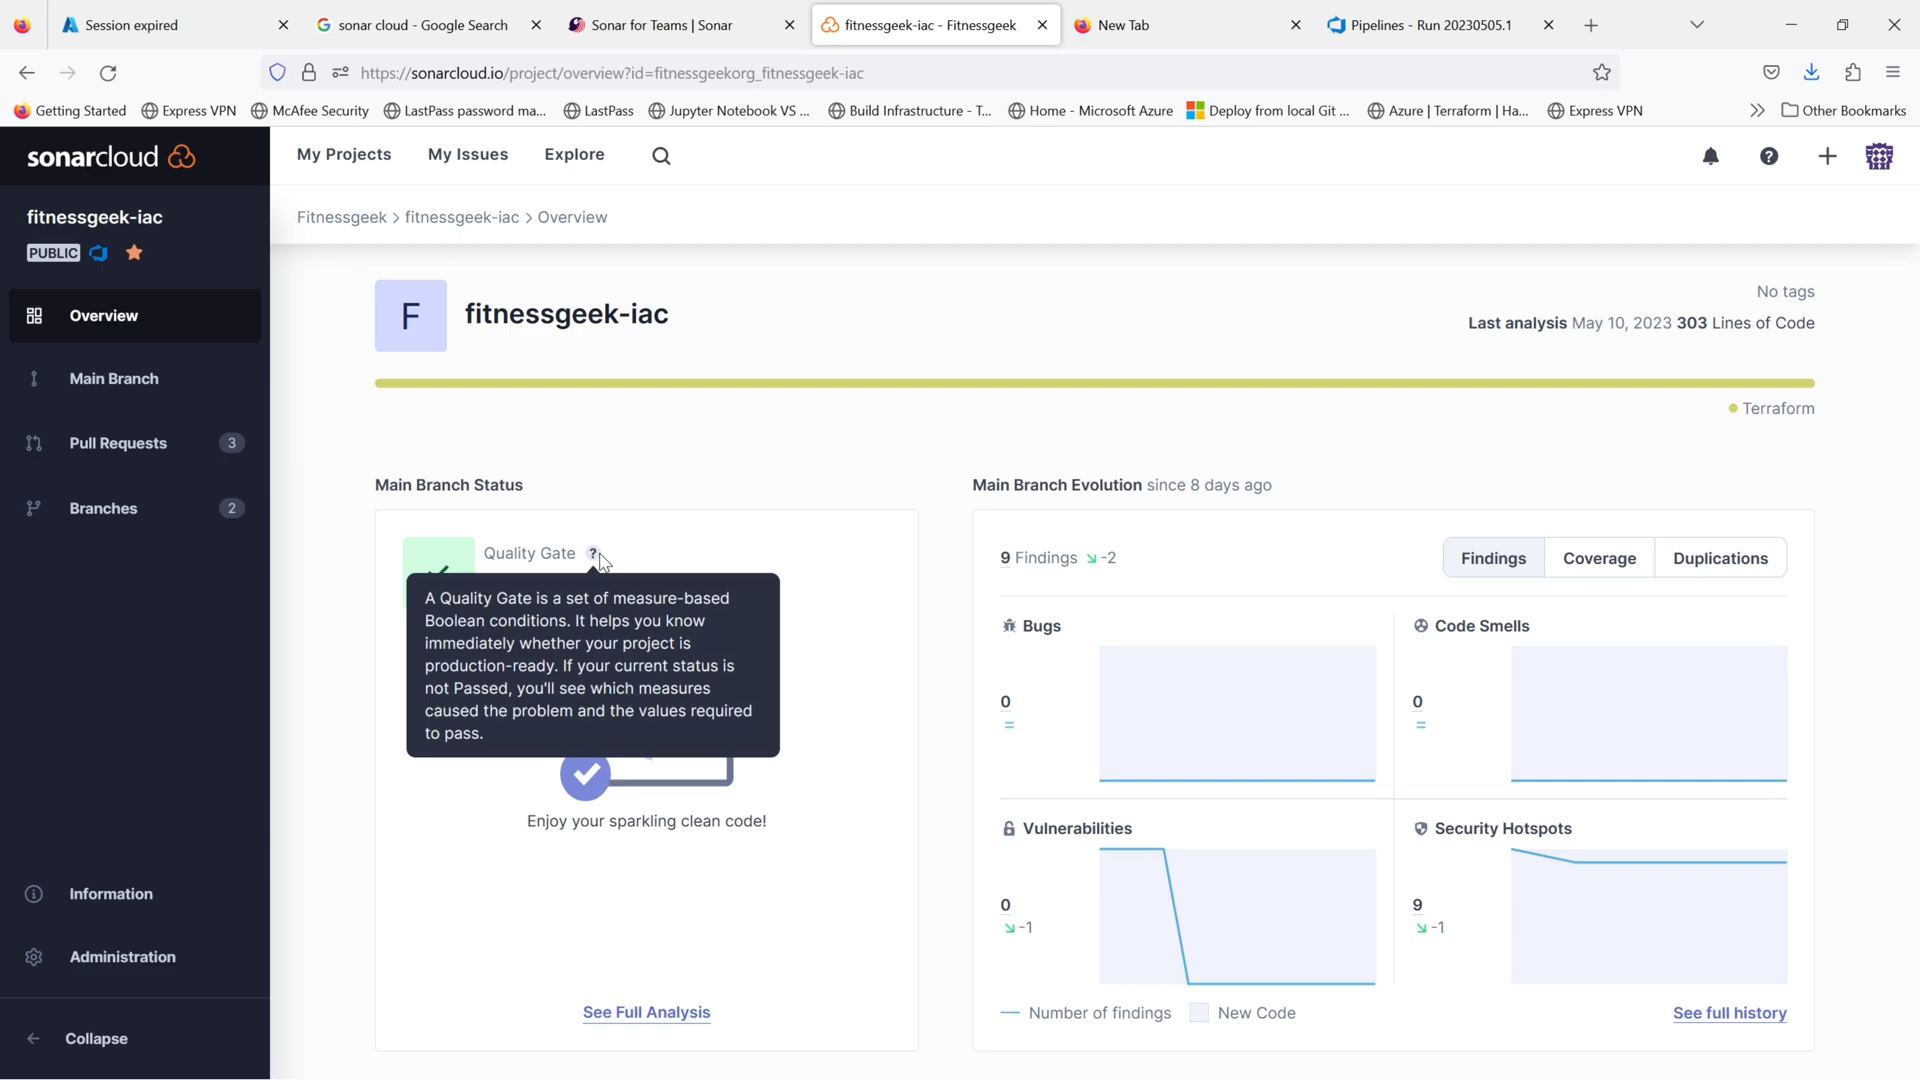 Session expired
sonar cloud - Google Search
Sonar for Teams | Sonar
fitnessgeek-iac - Fitnessgeek
New Tab
Pipelines - Run 20230505.1
https://sonarcloud.io/project/overview?id=fitnessgeekorg_fitnessgeek-iac
Getting Started
Express VPN
McAfee Security
LastPass password ma...
LastPass
Jupyter Notebook VS ...
Build Infrastructure - T...
Home - Microsoft Azure
Deploy from local Git ...
Azure | Terraform | Ha...
Express VPN
Other Bookmarks
sonarcloud
My Projects
My Issues
Explore
fitnessgeek-iac
PUBLIC
Overview
Main Branch
Pull Requests 3
Branches 2
Information
Administration
Collapse
Fitnessgeek > fitnessgeek-iac > Overview
F
fitnessgeek-iac
No tags
Last analysis May 10, 2023 303 Lines of Code
Terraform
Main Branch Status
Quality Gate ?
A Quality Gate is a set of measure-based
Boolean conditions. It helps you know
immediately whether your project is
production-ready. If your current status is
not Passed, you'll see which measures
caused the problem and the values required
to pass.
Enjoy your sparkling clean code!
See Full Analysis
Main Branch Evolution since 8 days ago
9 Findings -2
Findings
Coverage
Duplications
Bugs
0
=
Code Smells
0
=
Vulnerabilities
0
-1
Security Hotspots
9
-1
Number of findings
New Code
See full history